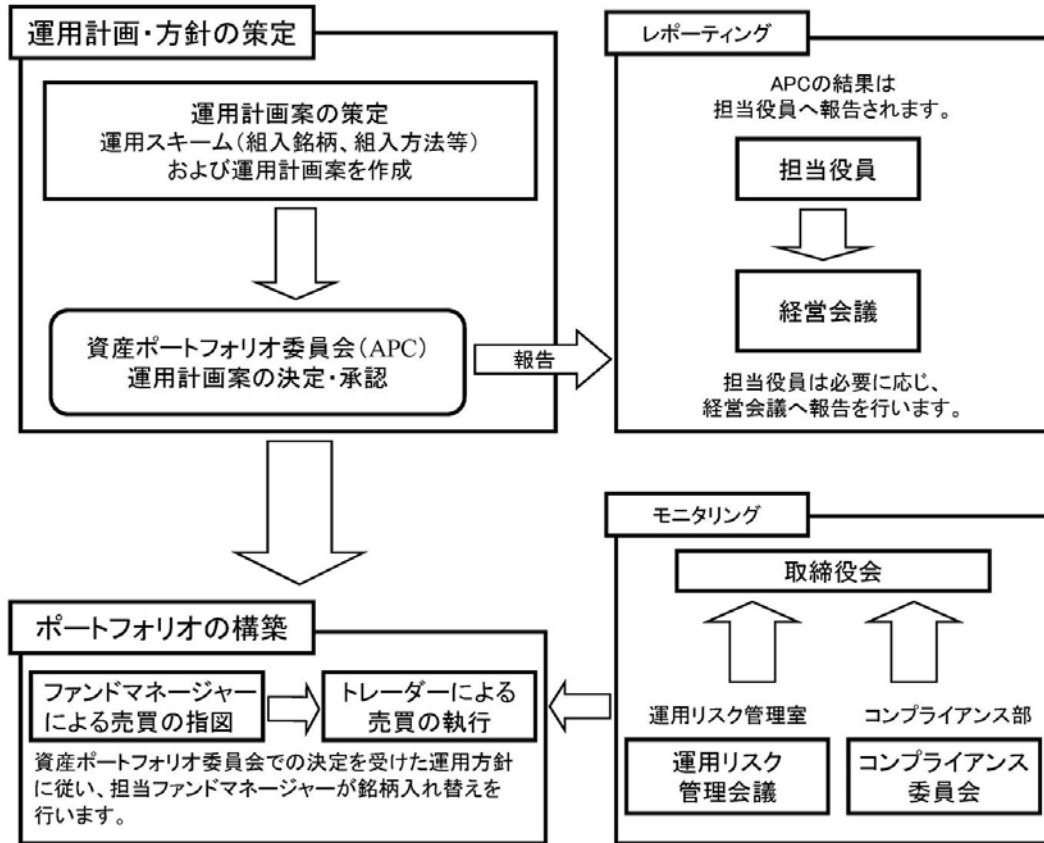 運用計画・方針の策定
運用計画案の策定
運用スキーム(組入銘柄、組入方法等)
および運用計画案を作成
資産ポートフォリオ委員会(APC)
運用計画案の決定・承認
報告
レポーティング
APCの結果は
担当役員へ報告されます。
担当役員
経営会議
担当役員は必要に応じ、
経営会議へ報告を行います。
ポートフォリオの構築
ファンドマネージャー
による売買の指図
トレーダーによる
売買の執行
資産ポートフォリオ委員会での決定を受けた運用方針
に従い、担当ファンドマネージャーが銘柄入れ替えを
行います。
モニタリング
取締役会
運用リスク管理室
コンプライアンス部
運用リスク
管理会議
コンプライアンス
委員会